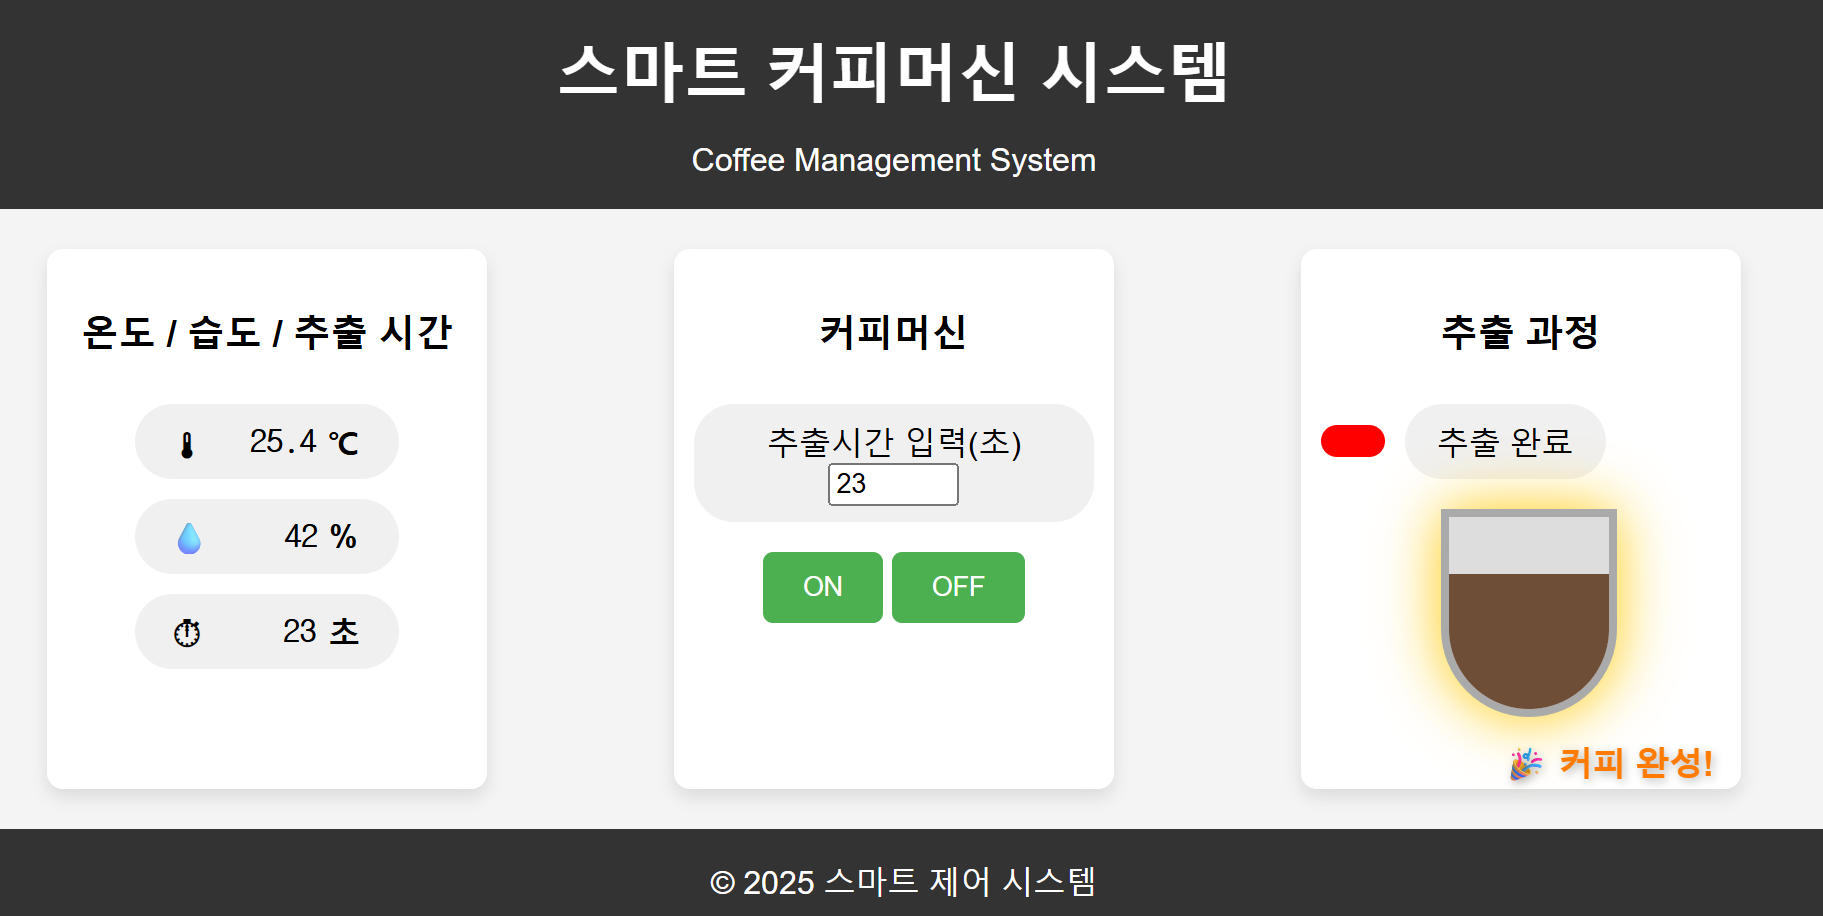 스마트 커피머신 시스템
Coffee Management System
온도 / 습도 / 추출 시간
25.4 ℃
42 %
23 초
커피머신
추출시간 입력(초)
23
ON
OFF
추출 과정
추출 완료
🎉 커피 완성!
© 2025 스마트 제어 시스템